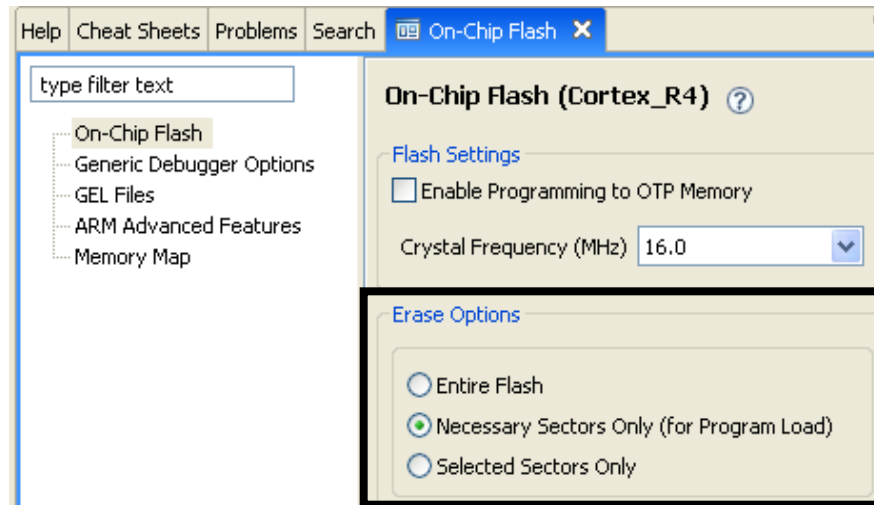 Help Cheat Sheets Problems Search On-Chip Flash
type filter text
On-Chip Flash
Generic Debugger Options
GEL Files
ARM Advanced Features
Memory Map
On-Chip Flash (Cortex_R4) ?
Flash Settings
Enable Programming to OTP Memory
Crystal Frequency (MHz) 16.0
Erase Options
Entire Flash
Necessary Sectors Only (for Program Load)
Selected Sectors Only